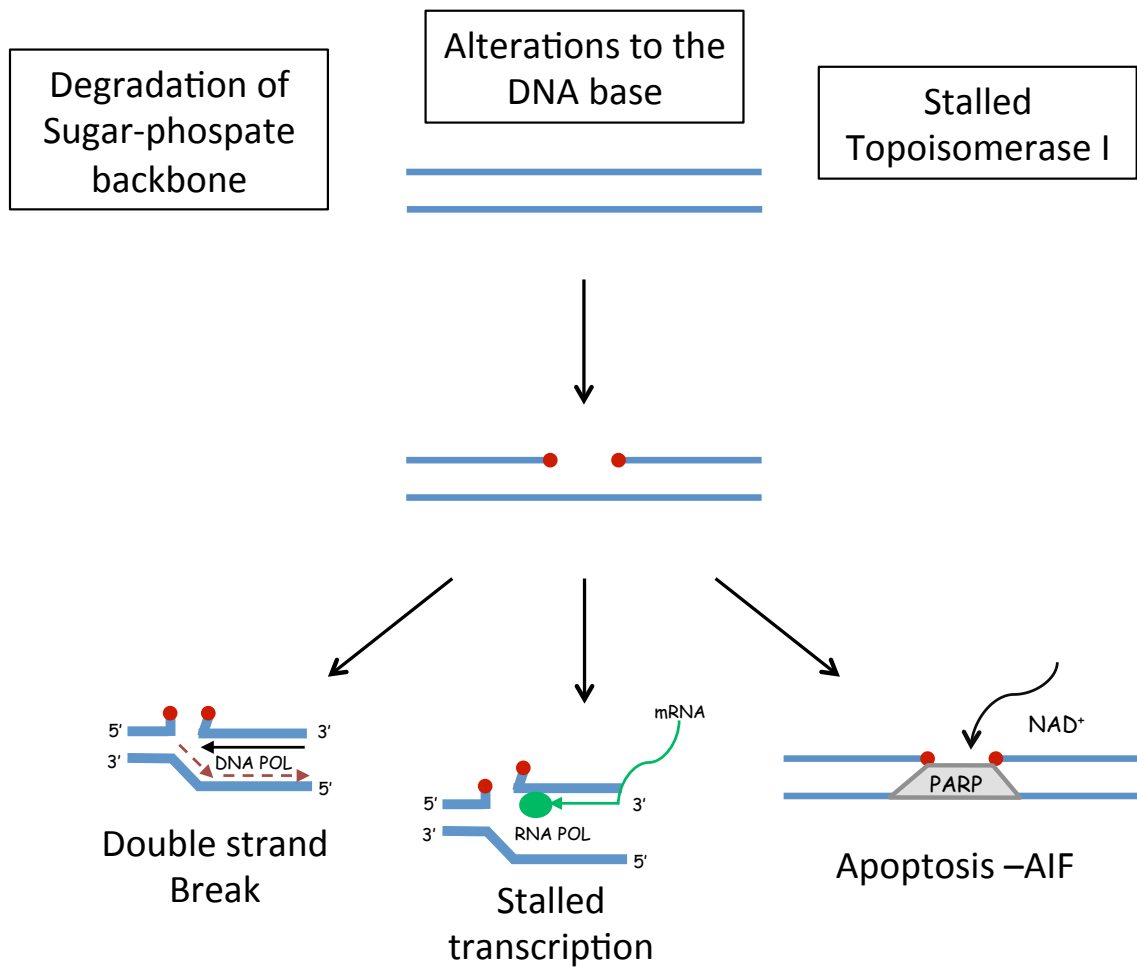 Degradation of
Sugar-phospate
backbone
Alterations to the
DNA base
Stalled
Topoisomerase I
5’
3’
3’
DNA POL
5’
Double strand
Break
mRNA
5’
3’
3’
RNA POL
5’
Stalled
transcription
NAD⁺
PARP
Apoptosis –AIF